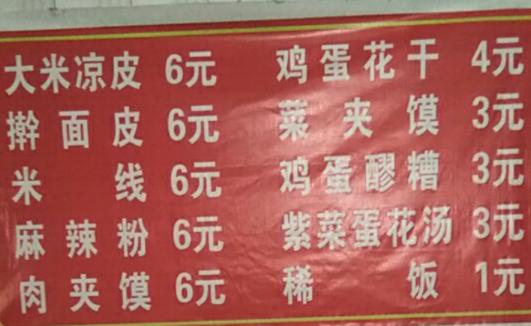 大米凉皮 6元 鸡蛋花干 4元
擀面皮 6元 菜夹馍 3元
米线 6元 鸡蛋醪糟 3元
麻辣粉 6元 紫菜蛋花汤 3元
肉夹馍 6元 稀饭 1元